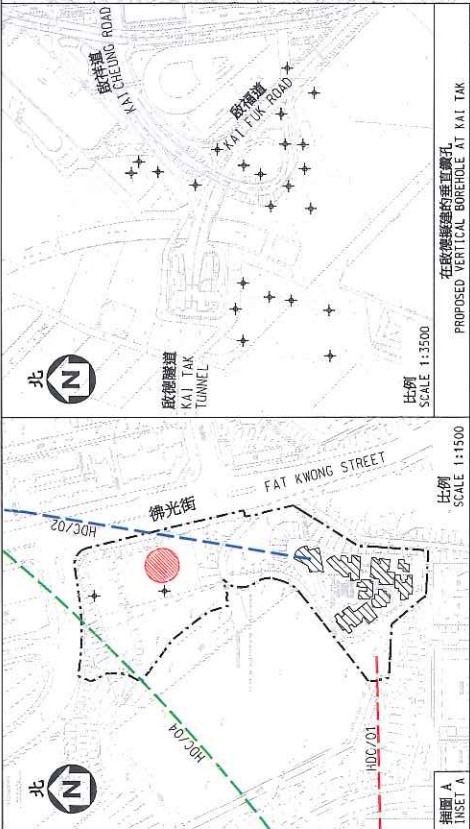 北
N
啟祥道
KAI CHEUNG ROAD
啟福道
KAI FUK ROAD
啟德隧道
KAI TAK
TUNNEL
比例
SCALE 1:3500
在啟德擬建的垂直鑽孔
PROPOSED VERTICAL BOREHOLE AT KAI TAK
北
N
HDC/02
佛光街
FAT KWONG STREET
HDC/04
HDC/01
比例
SCALE 1:1500
插圖 A
INSET A